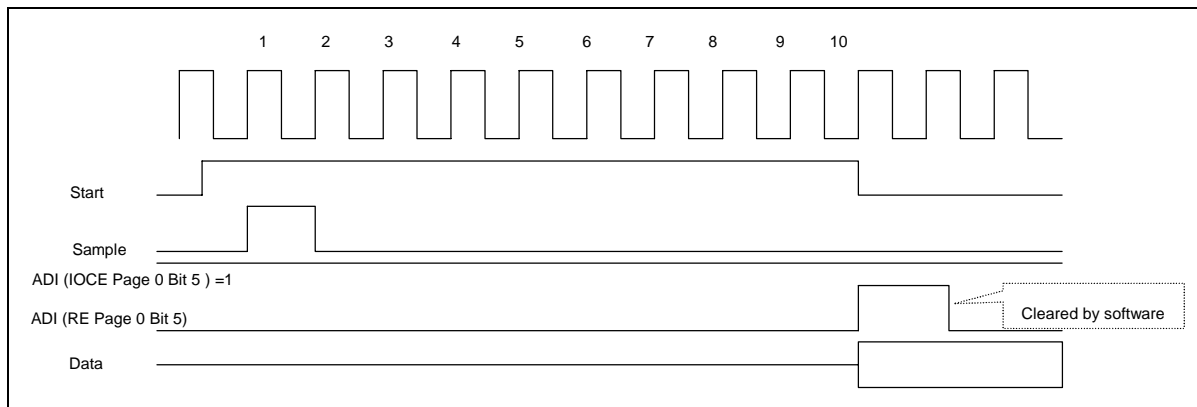 1 2 3 4 5 6 7 8 9 10
Start
Sample
ADI (IOCE Page 0 Bit 5 ) =1
ADI (RE Page 0 Bit 5)
Cleared by software
Data